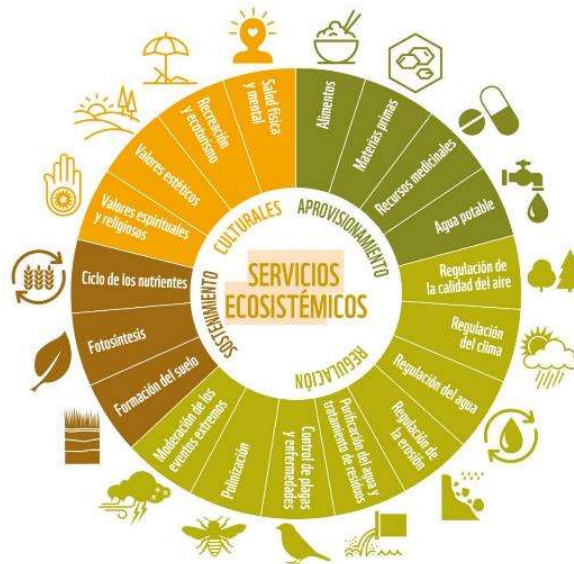 SERVICIOS
ECOSISTÉMICOS
APROVISIONAMIENTO
Alimentos
Materias primas
Recursos medicinales
Agua potable
REGULACIÓN
Regulación de
la calidad del aire
Regulación
del clima
Regulación del agua
Regulación de
la erosión
Purificación del agua y
tratamiento de residuos
Control de plagas
y enfermedades
Polinización
Moderación de los
eventos extremos
SOSTENIMIENTO
Formación del suelo
Fotosíntesis
Ciclo de los nutrientes
CULTURALES
Valores espirituales
y religiosos
Valores estéticos
Recreación
y ecoturismo
Salud física
y mental